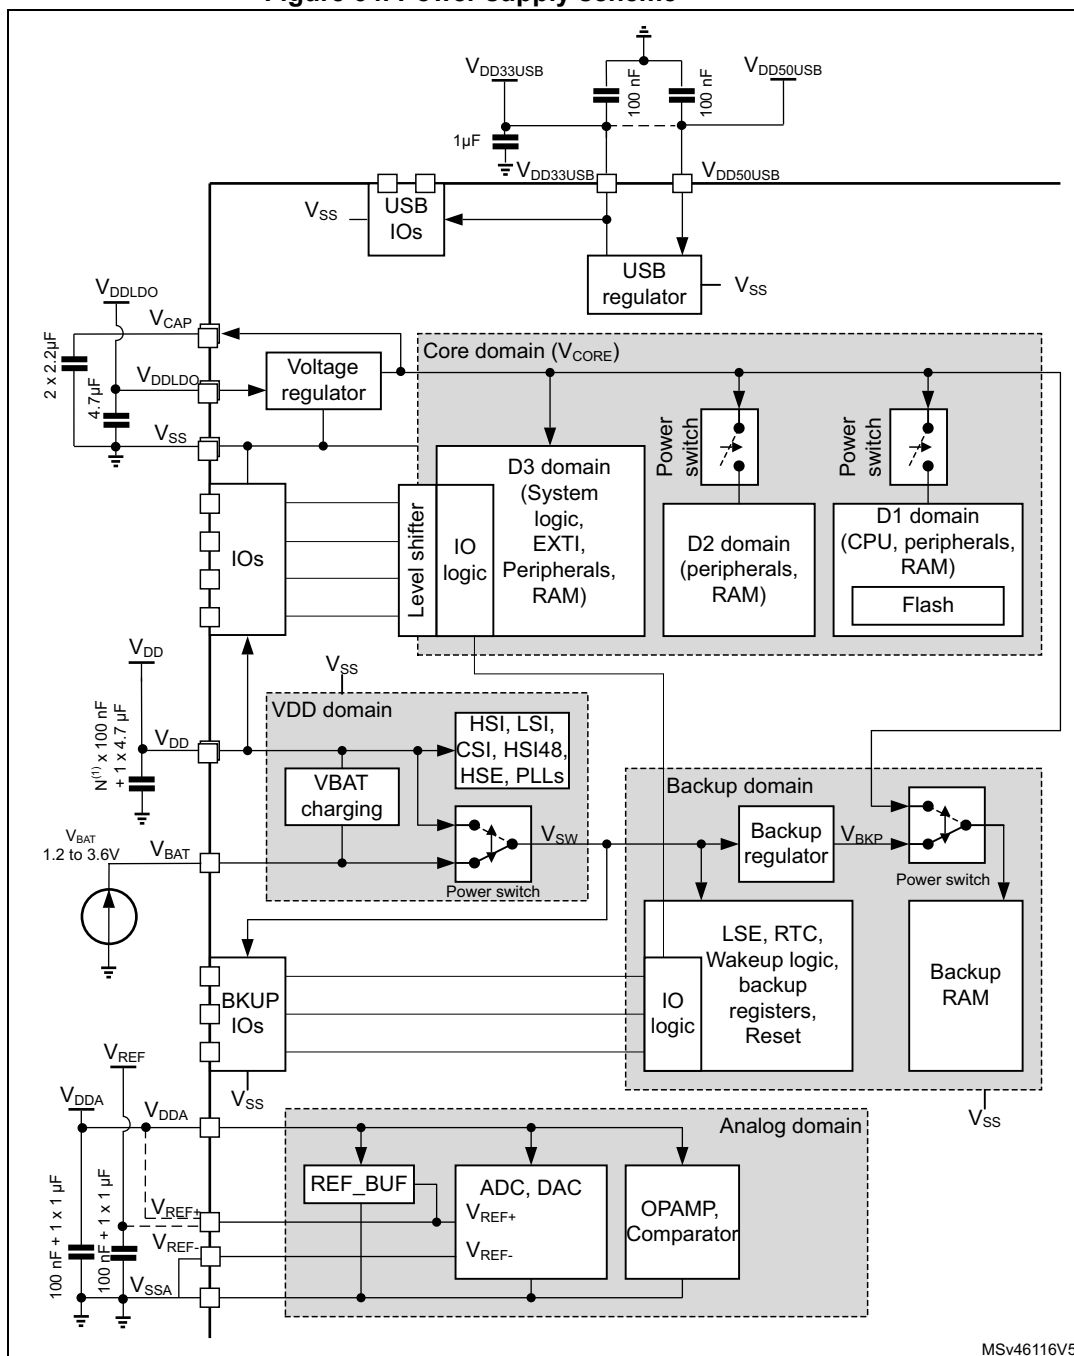 VDD33USB
100 nF
100 nF
VDD50USB
1µF
VDD33USB
VDD50USB
VSS
USB
IOs
USB
regulator
VSS
VDDLDO
VCAP
2 x 2.2µF
4.7µF
VDDLDO
VSS
Voltage
regulator
Core domain (VCORE)
Power
switch
Power
switch
D3 domain
(System
logic,
EXTI,
Peripherals,
RAM)
IO
logic
Level shifter
IOs
D2 domain
(peripherals,
RAM)
D1 domain
(CPU, peripherals,
RAM)
Flash
VDD
N(1) x 100 nF
+ 1 x 4.7 µF
VDD
VSS
VDD domain
HSI, LSI,
CSI, HSI48,
HSE, PLLs
VBAT
charging
VBAT
1.2 to 3.6V
VBAT
Power switch
VSW
Backup domain
Backup
regulator
VBKP
Power switch
LSE, RTC,
Wakeup logic,
backup
registers,
Reset
IO
logic
Backup
RAM
BKUP
IOs
VSS
VSS
VREF
VDDA
VDDA
100 nF + 1 x 1 µF
100 nF + 1 x 1 µF
VREF+
VREF-
VSSA
Analog domain
REF_BUF
ADC, DAC
VREF+
VREF-
OPAMP,
Comparator
MSv46116V5